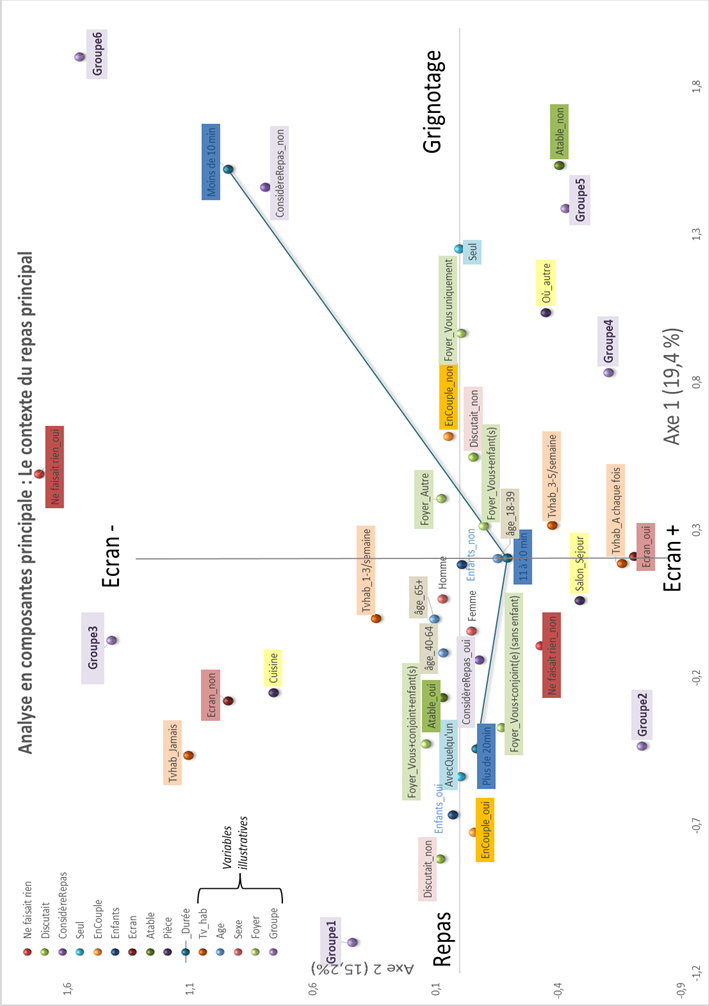 Analyse en composantes principale : Le contexte du repas principal
Ne faisait rien
Discutait
ConsidèreRepas
Seul
EnCouple
Enfants
Ecran
Atable
Pièce
_Durée
Tv_hab
Age
Sexe
Foyer
Groupe
Variables
illustratives
Ecran -
Ecran +
Repas
Grignotage
Axe 1 (19,4 %)
Axe 2 (15,2%)
1,6
1,1
0,6
0,1
-0,4
-0,9
-1,2
-0,7
-0,2
0,3
0,8
1,3
1,8
Groupe6
Ne faisait rien_oui
Groupe3
Tvhab_Jamais
Ecran_non
Moins de 10 min
Cuisine
ConsidèreRepas_non
Tvhab_1-3/semaine
Groupe1
Foyer_Vous+conjoint+enfant(s)
Atable_oui
âge_40-64
âge_65+
Homme
Foyer_Autre
EnCouple_non
Foyer_Vous uniquement
Discutait_non
Enfants_oui
AvecQuelqu'un
Enfants_non
Seul
EnCouple_oui
Plus de 20min
ConsidèreRepas_oui
Femme
Foyer_Vous+enfant(s)
Discutait_non
Foyer_Vous+conjoint(e) (sans enfant)
11 à 20 min
âge_18-39
Ne faisait rien_non
Tvhab_3-5/semaine
Où_autre
Atable_non
Groupe5
Salon_Sejour
Groupe4
Tvhab_A chaque fois
Ecran_oui
Groupe2